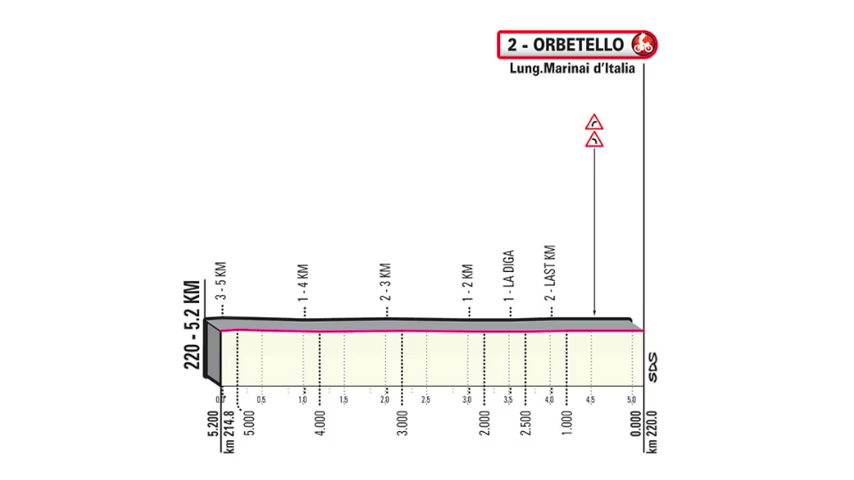 2 - ORBETELLO
Lung.Marinai d'Italia
220 - 5.2 KM
3 - 5 KM
1 - 4 KM
2 - 3 KM
1 - 2 KM
1 - LA DIGA
2 - LAST KM
SDS
0.0 0.5 1.0 1.5 2.0 2.5 3.0 3.5 4.0 4.5 5.0
5.200
km 214.8
5.000
4.000
3.000
2.000
2.500
1.000
0.000
km 220.0